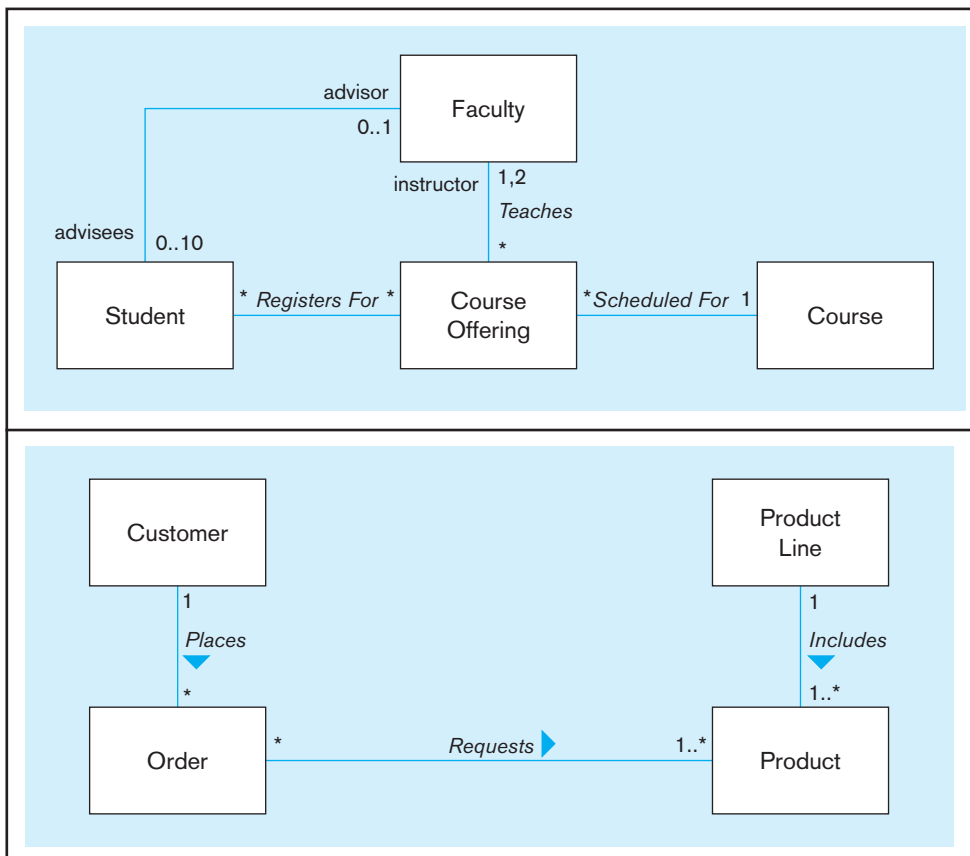 advisor
Faculty
0..1
instructor
1,2
Teaches
advisees
0..10
*
Student
* Registers For *
Course
Offering
* Scheduled For 1
Course
Customer
Product
Line
1
1
Places
Includes
*
1..*
Order
*
Requests
1..*
Product